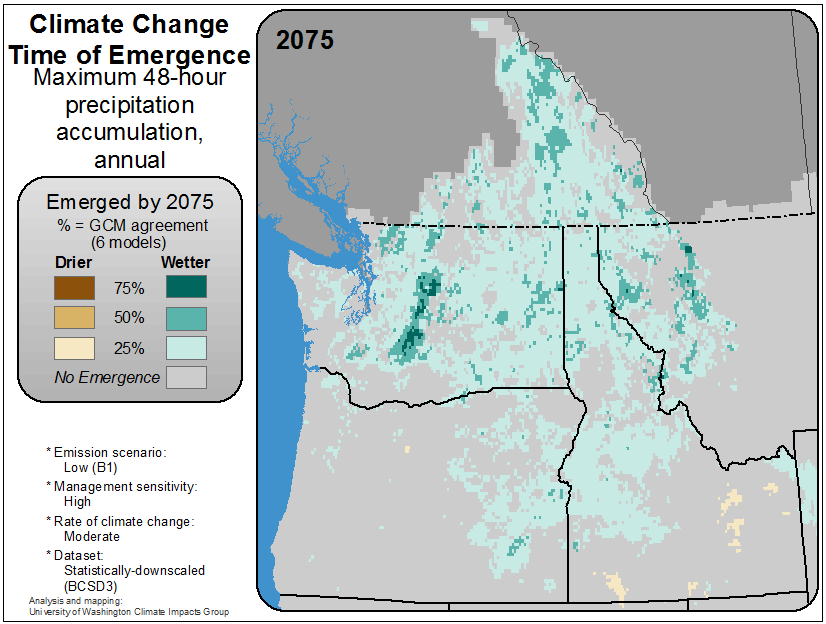 Climate Change
Time of Emergence
Maximum 48-hour
precipitation
accumulation,
annual
Emerged by 2075
% = GCM agreement
(6 models)
Drier Wetter
75%
50%
25%
No Emergence
* Emission scenario:
Low (B1)
* Management sensitivity:
High
* Rate of climate change:
Moderate
* Dataset:
Statistically-downscaled
(BCSD3)
Analysis and mapping:
University of Washington Climate Impacts Group
2075